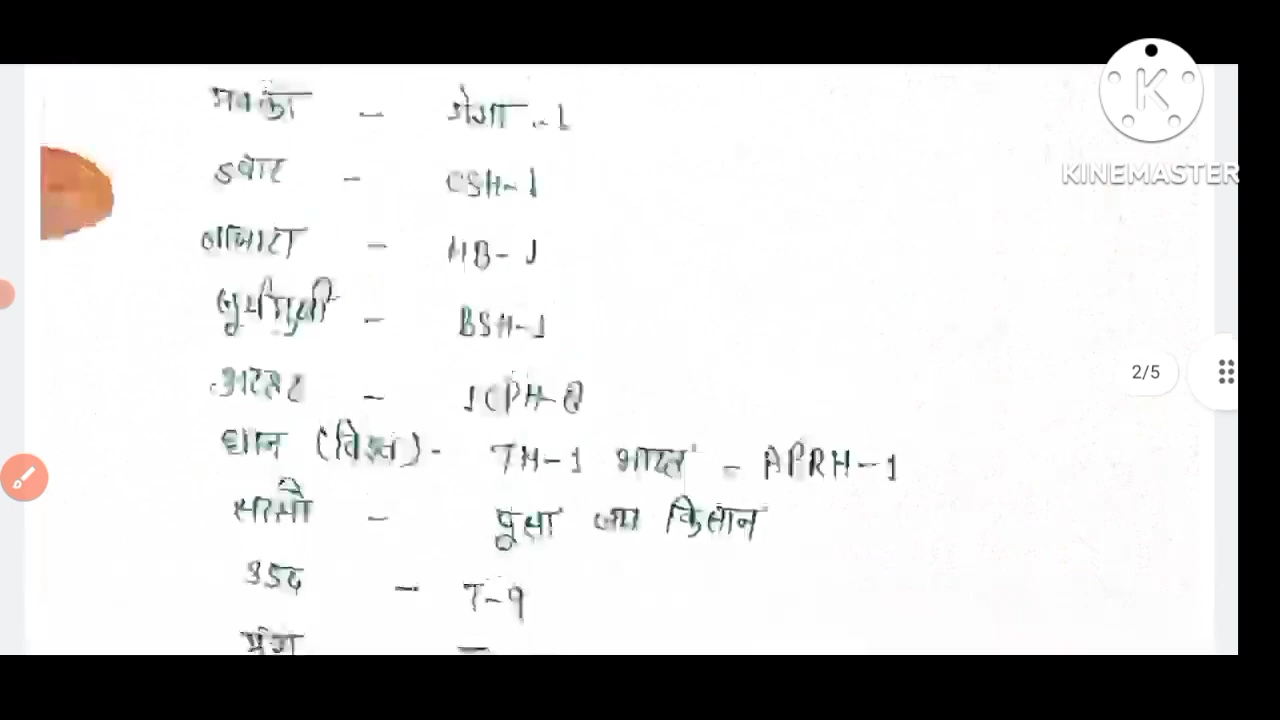 मक्का - गंगा -1
ज्वार - CSH-1
बाजरा - HB-1
सूर्यमुखी - BSH-1
अरहर - ICPH-8
धान (विश्व) - TH-1 भारत - APRH-1
सरसों - पूसा जय किसान
उड़द - T-9
मूंग -
2/5
K
KINEMASTER